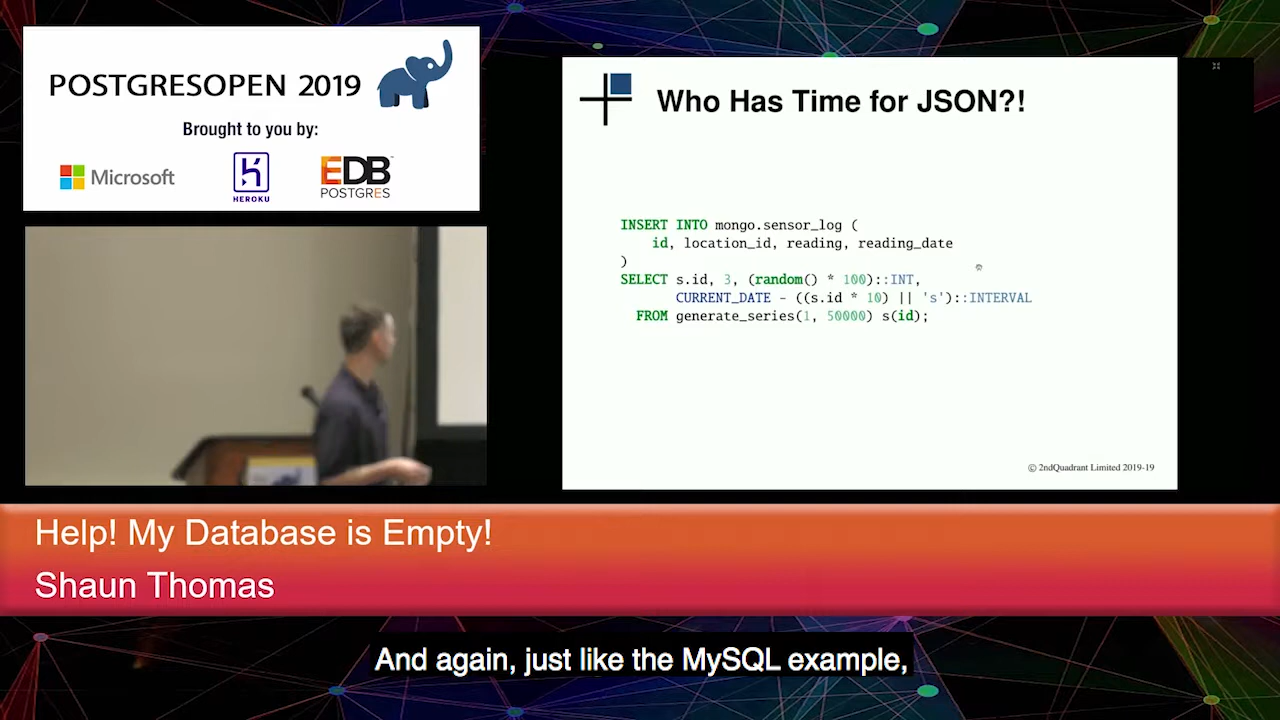 POSTGRESOPEN 2019
Brought to you by:
Microsoft
HEROKU
EDB
POSTGRES
Who Has Time for JSON?!
INSERT INTO mongo.sensor_log (
    id, location_id, reading, reading_date
)
SELECT s.id, 3, (random() * 100)::INT,
       CURRENT_DATE - ((s.id * 10) || 's')::INTERVAL
  FROM generate_series(1, 50000) s(id);
© 2ndQuadrant Limited 2019-19
Help! My Database is Empty!
Shaun Thomas
And again, just like the MySQL example,